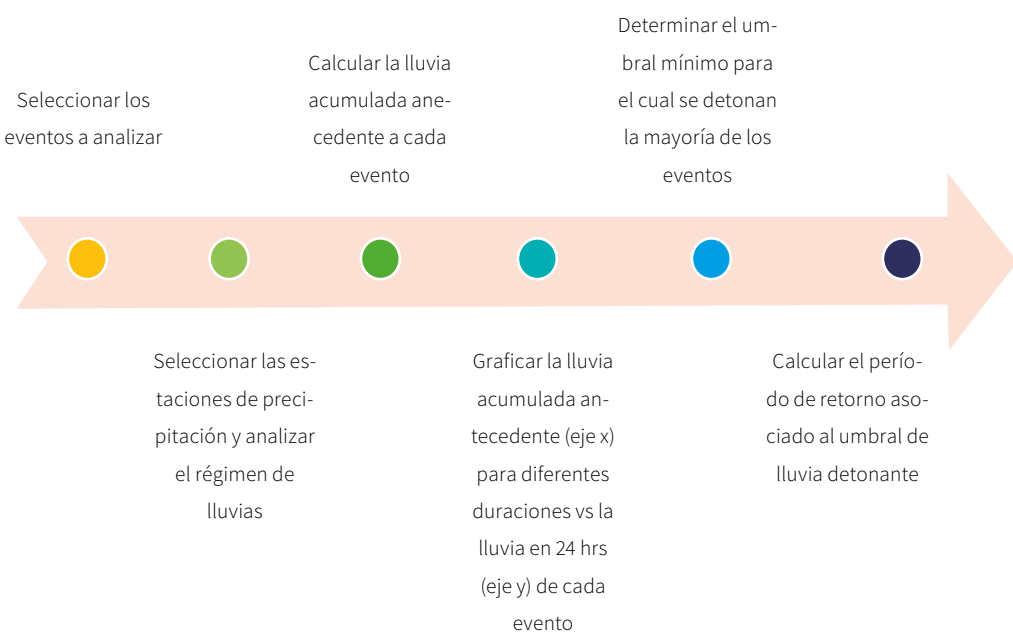 Seleccionar los
eventos a analizar
Seleccionar las es-
taciones de preci-
pitación y analizar
el régimen de
lluvias
Calcular la lluvia
acumulada ane-
cedente a cada
evento
Graficar la lluvia
acumulada an-
tecedente (eje x)
para diferentes
duraciones vs la
lluvia en 24 hrs
(eje y) de cada
evento
Determinar el um-
bral mínimo para
el cual se detonan
la mayoría de los
eventos
Calcular el perío-
do de retorno aso-
ciado al umbral de
lluvia detonante